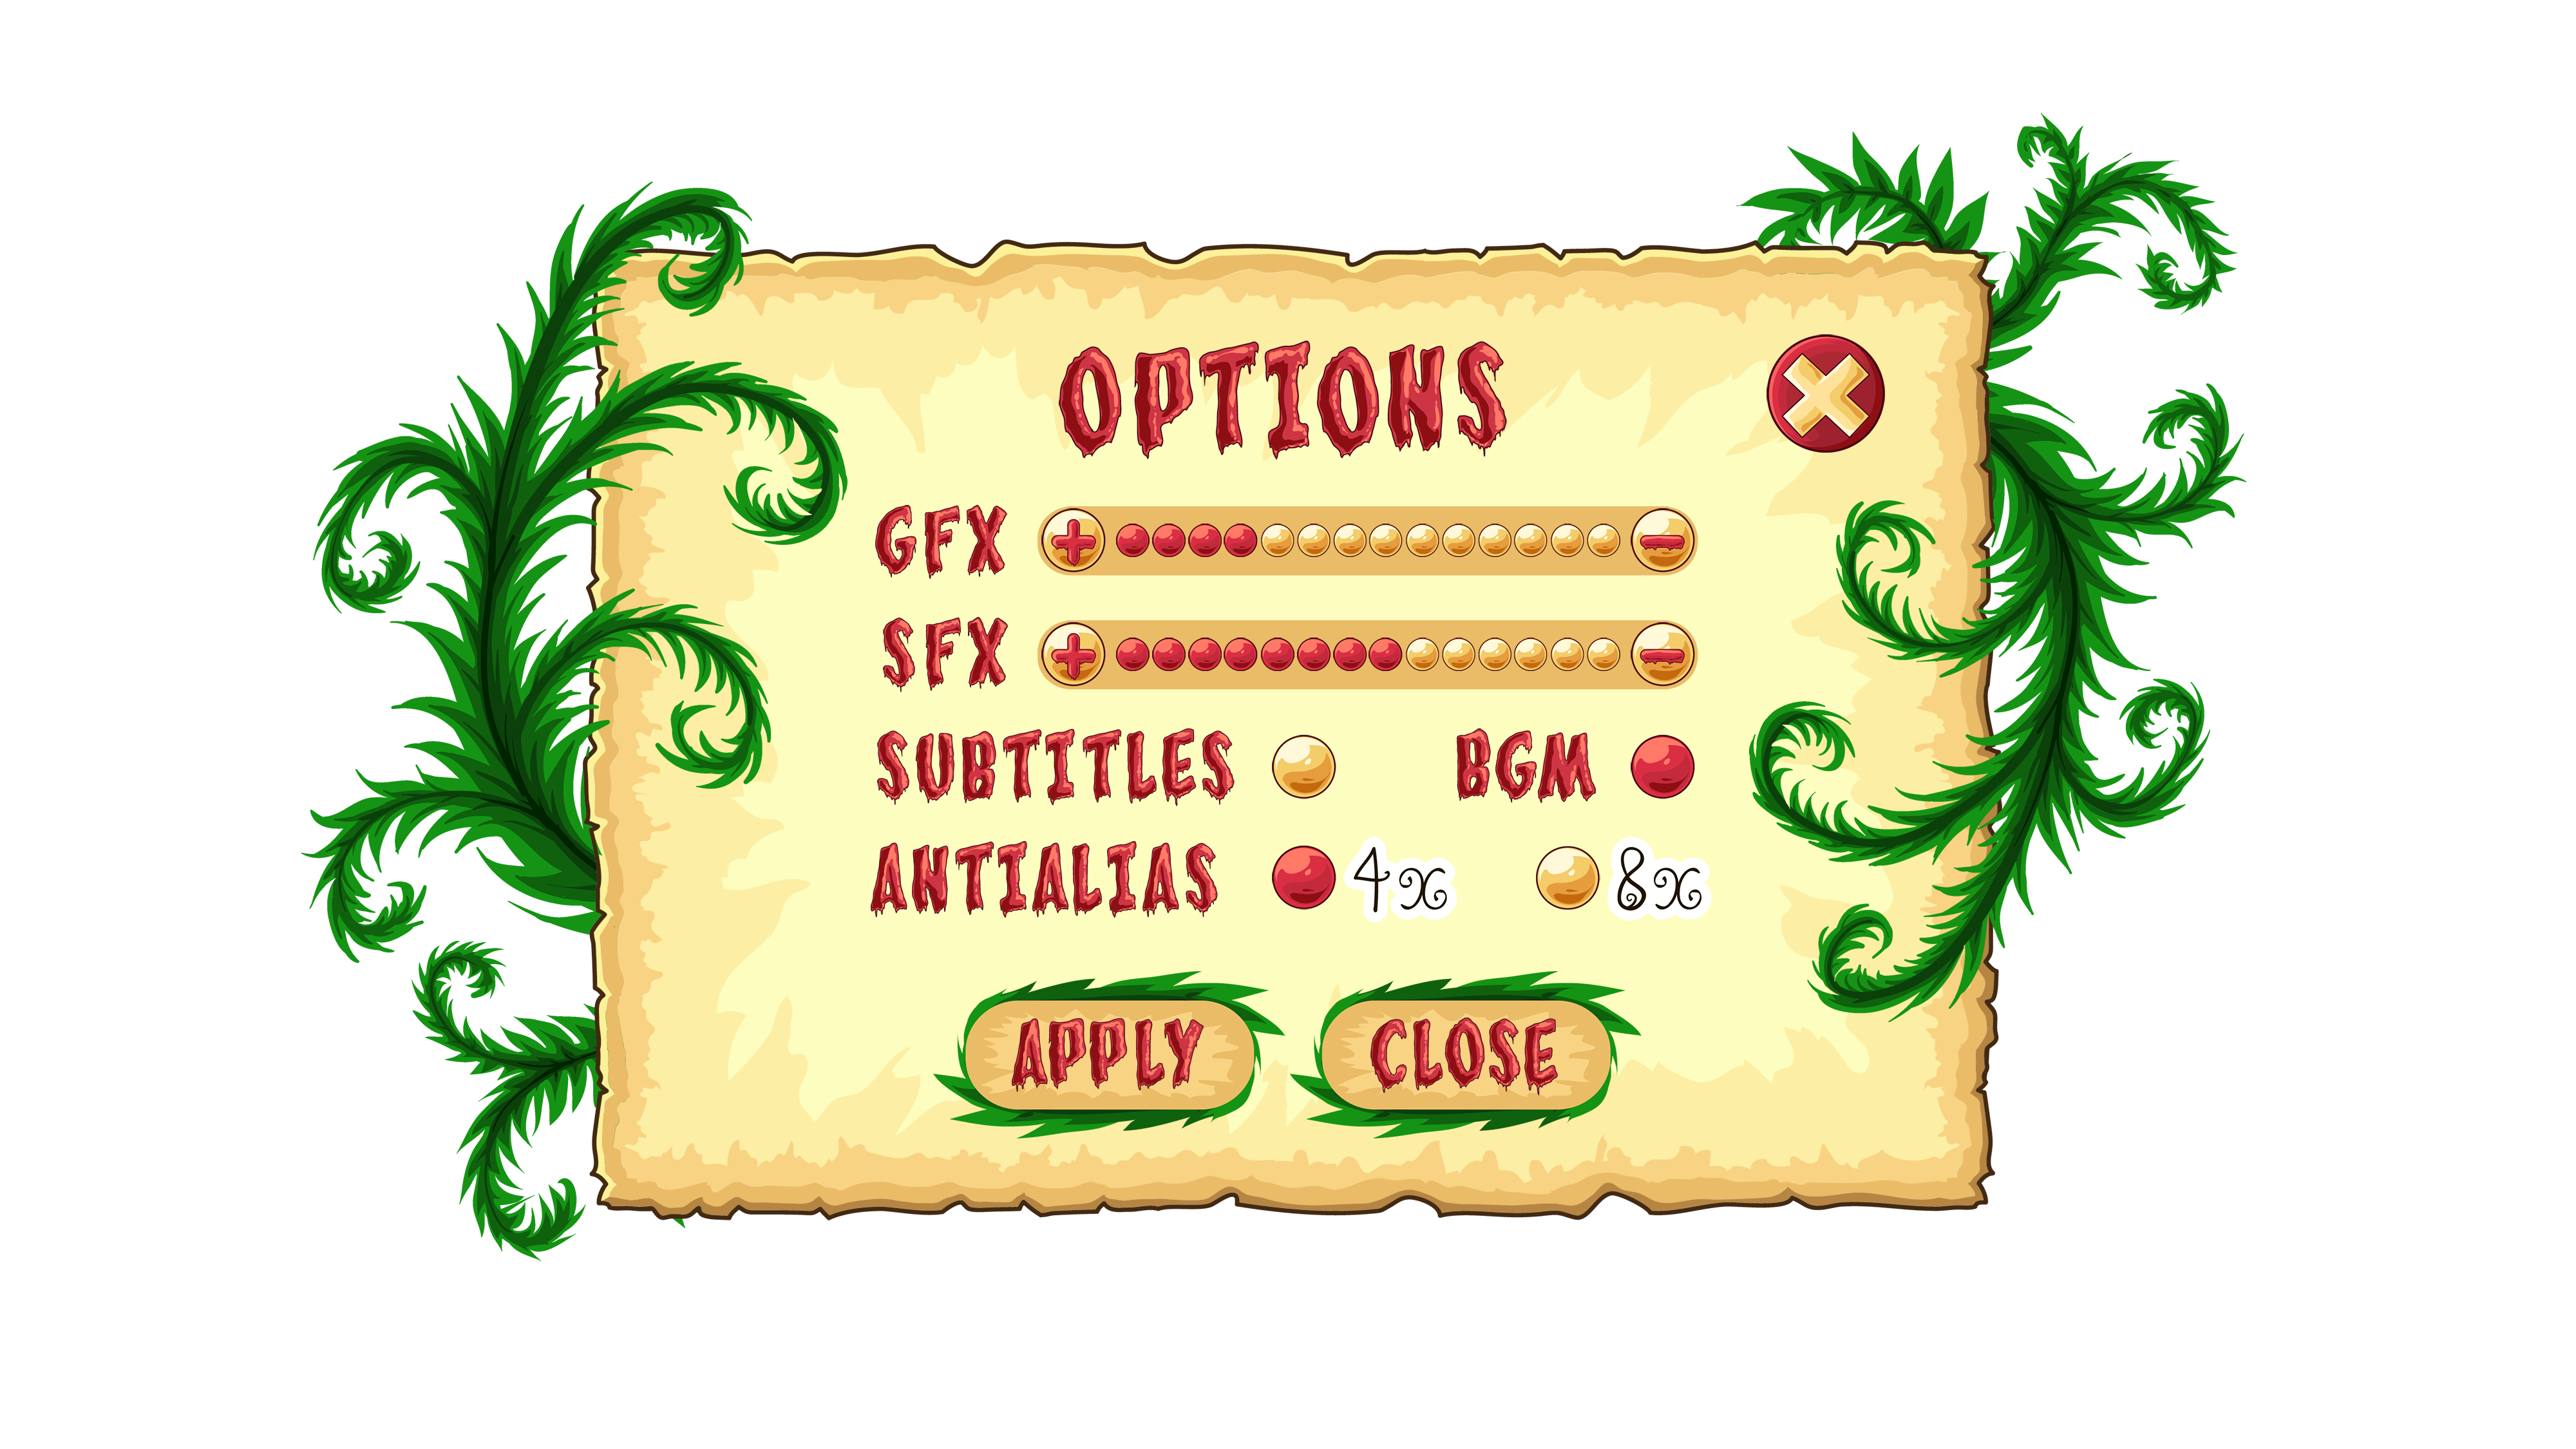 OPTIONS
GFX
SFX
SUBTITLES BGM
ANTIALIAS 4x 8x
APPLY CLOSE